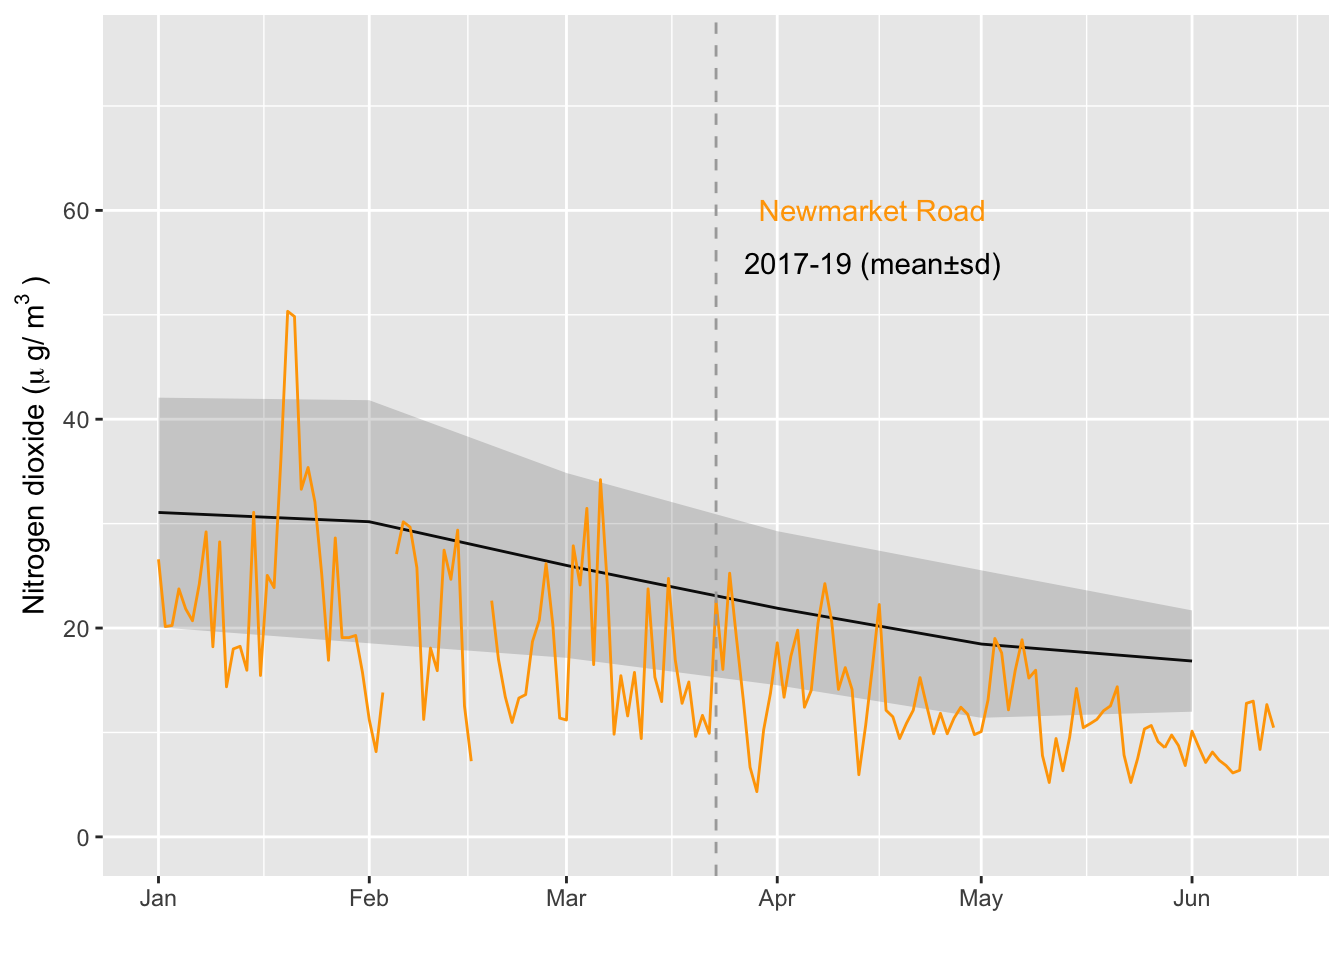 Nitrogen dioxide (μ g/ m³ )
60
40
20
0
Newmarket Road
2017-19 (mean±sd)
Jan Feb Mar Apr May Jun